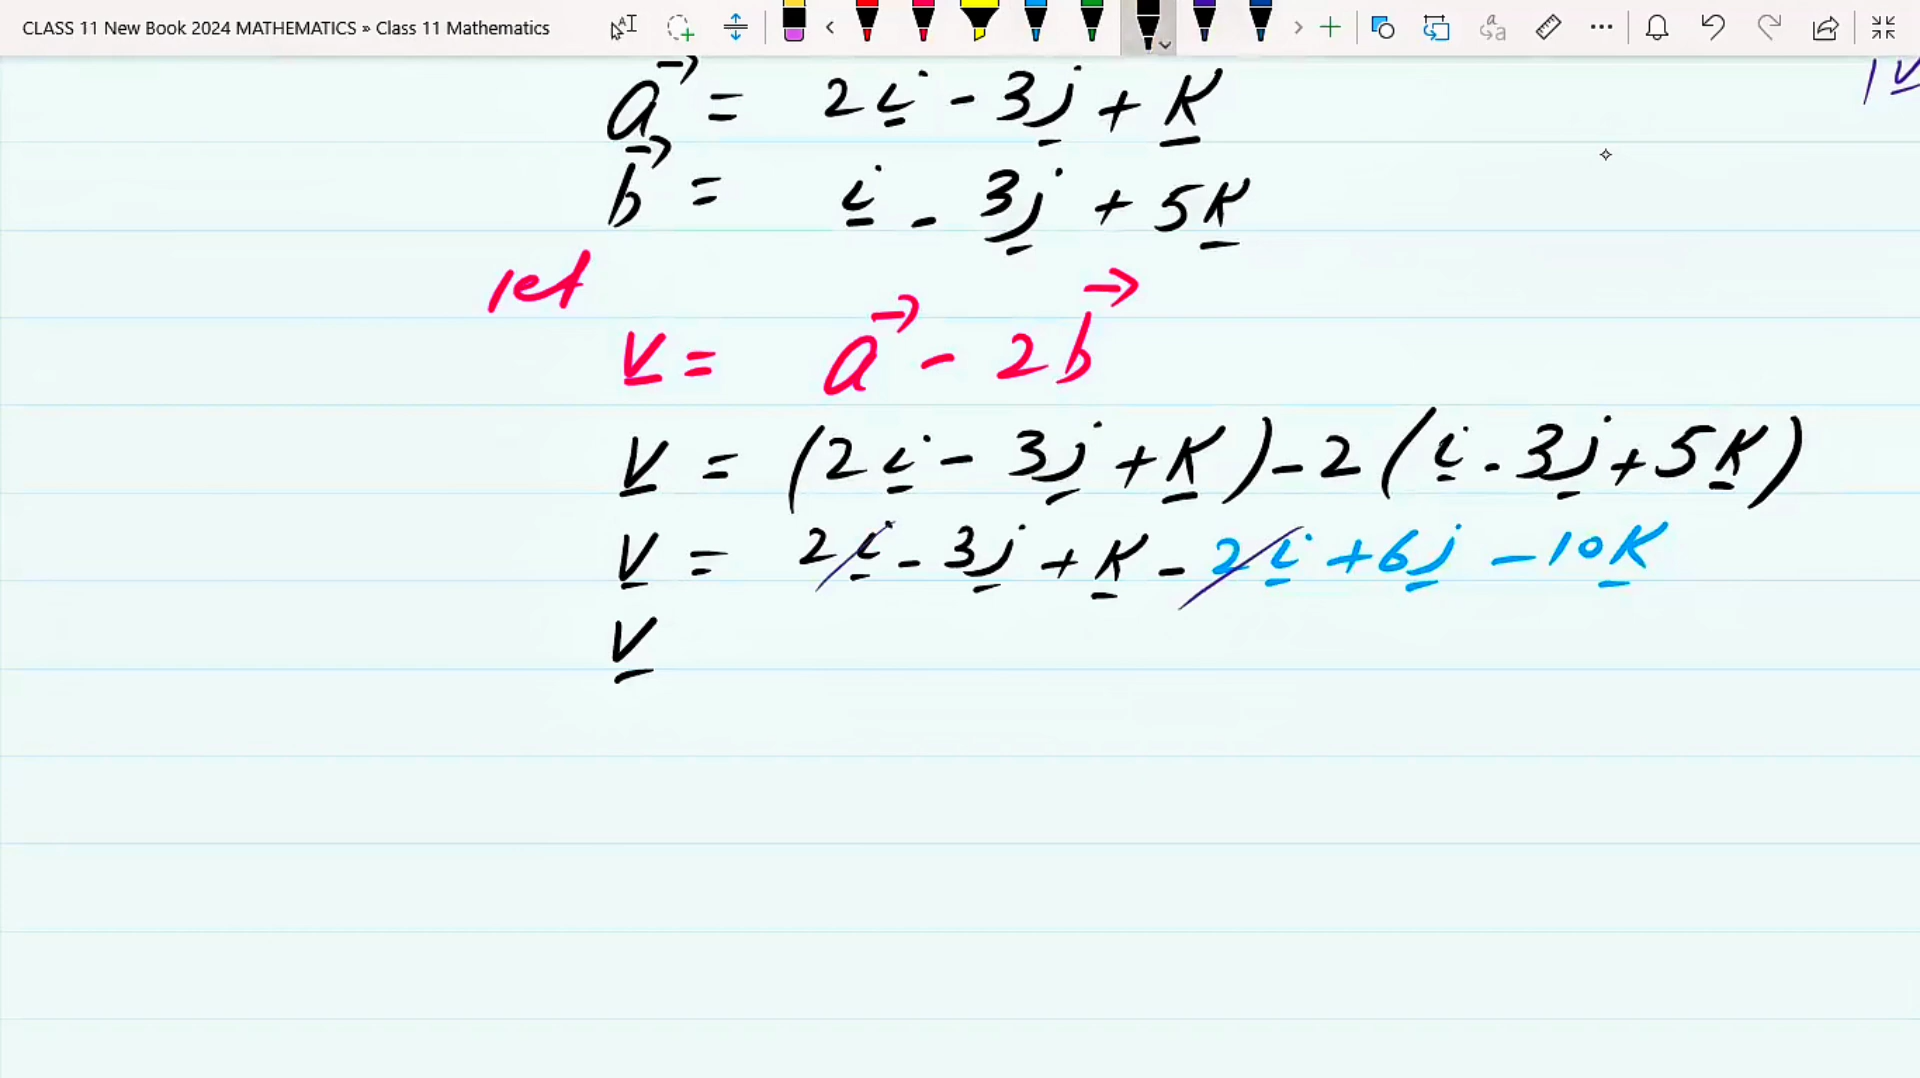 CLASS 11 New Book 2024 MATHEMATICS » Class 11 Mathematics
a⃗ = 2i - 3j + K
b⃗ = i - 3j + 5K
let
V = a⃗ - 2b⃗
V = (2i - 3j + K) - 2(i - 3j + 5K)
V = 2i - 3j + K - 2i + 6j - 10K
V